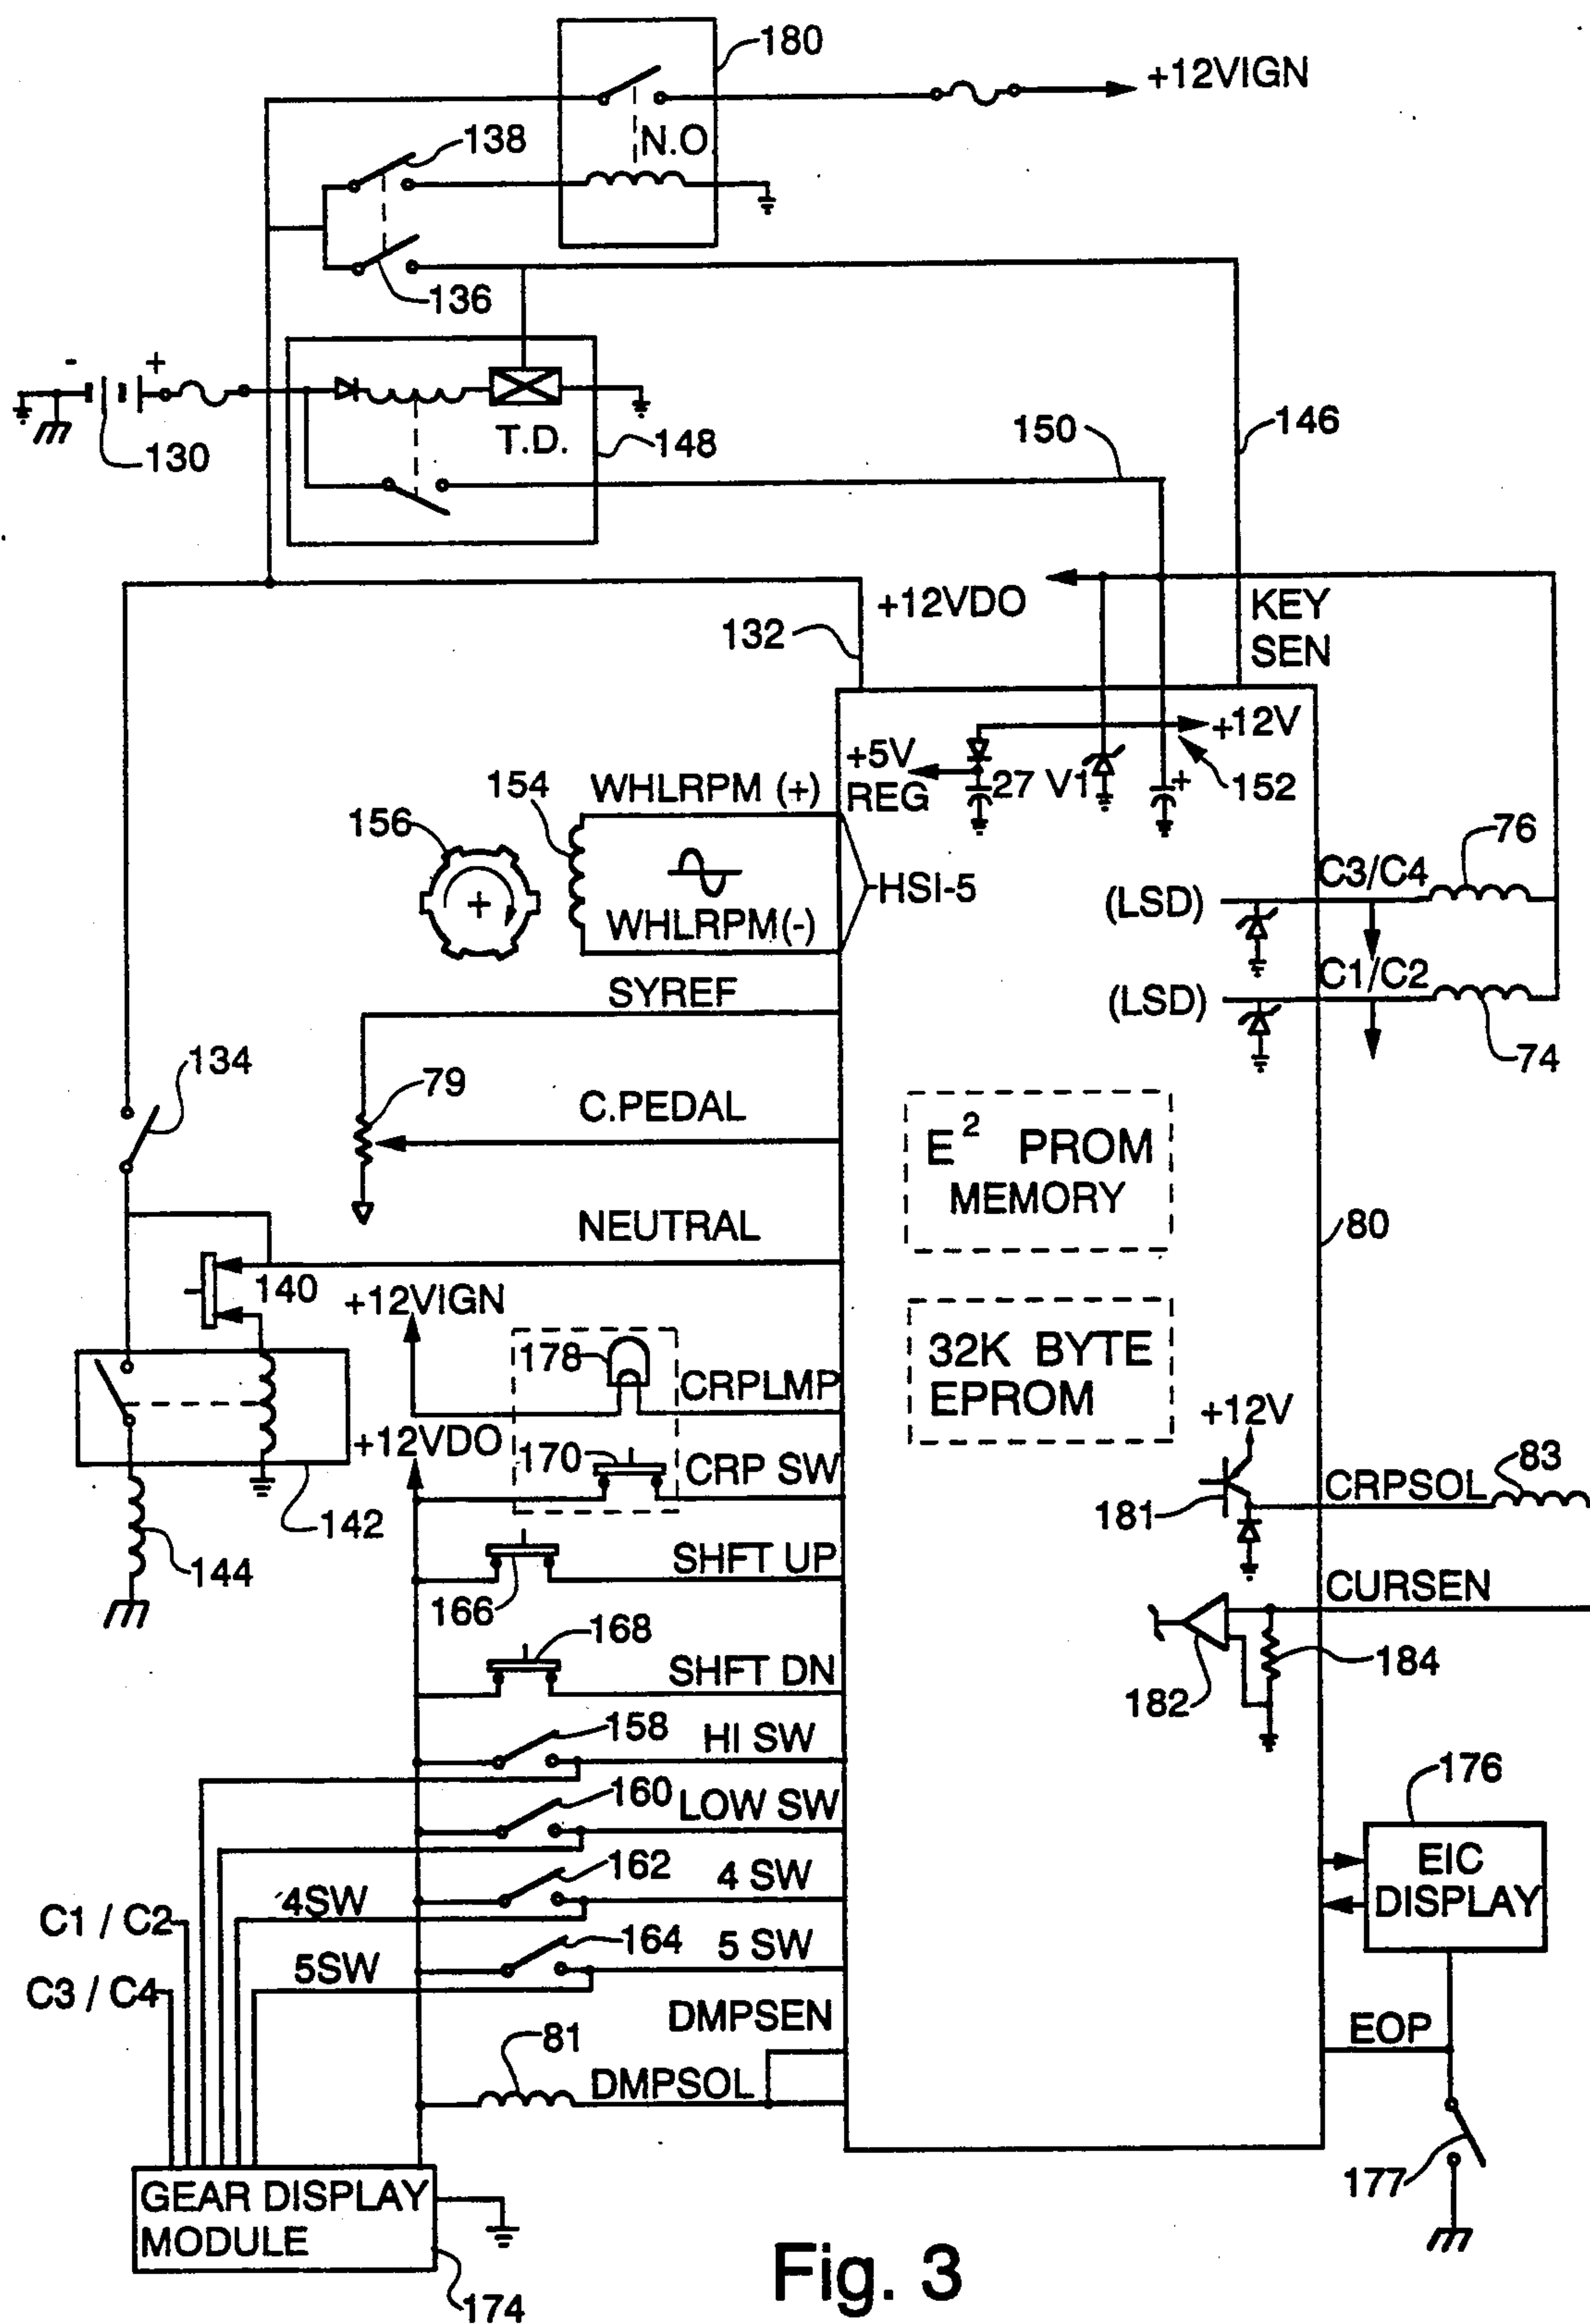 180
+12VIGN
N.O.
138
136
- +
130
T.D.
148
150
146
+12VDO
KEY
SEN
132
+12V
+5V
REG
27 V1
152
154
WHLRPM (+)
156
WHLRPM(-)
HSI-5
76
C3/C4
(LSD)
C1/C2
(LSD)
74
SYREF
134
79
C.PEDAL
E² PROM
MEMORY
NEUTRAL
80
140
+12VIGN
32K BYTE
EPROM
178
CRPLMP
+12V
+12VDO
170
CRP SW
83
CRPSOL
181
142
144
SHFT UP
166
CURSEN
168
SHFT DN
184
182
158
HI SW
176
160
LOW SW
EIC
DISPLAY
162
4 SW
4SW
C1 / C2
164
5 SW
5SW
C3 / C4
DMPSEN
EOP
81
DMPSOL
177
GEAR DISPLAY
MODULE
174
Fig. 3